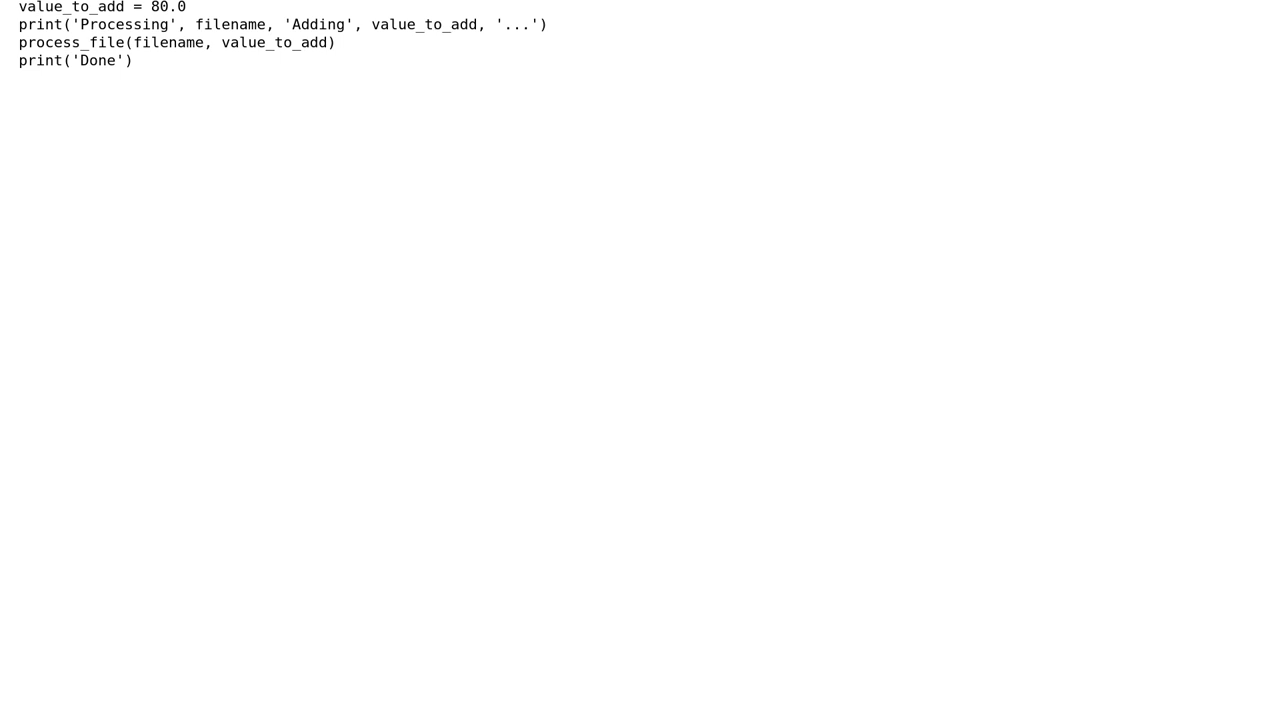 value_to_add = 80.0
print('Processing', filename, 'Adding', value_to_add, '...')
process_file(filename, value_to_add)
print('Done')